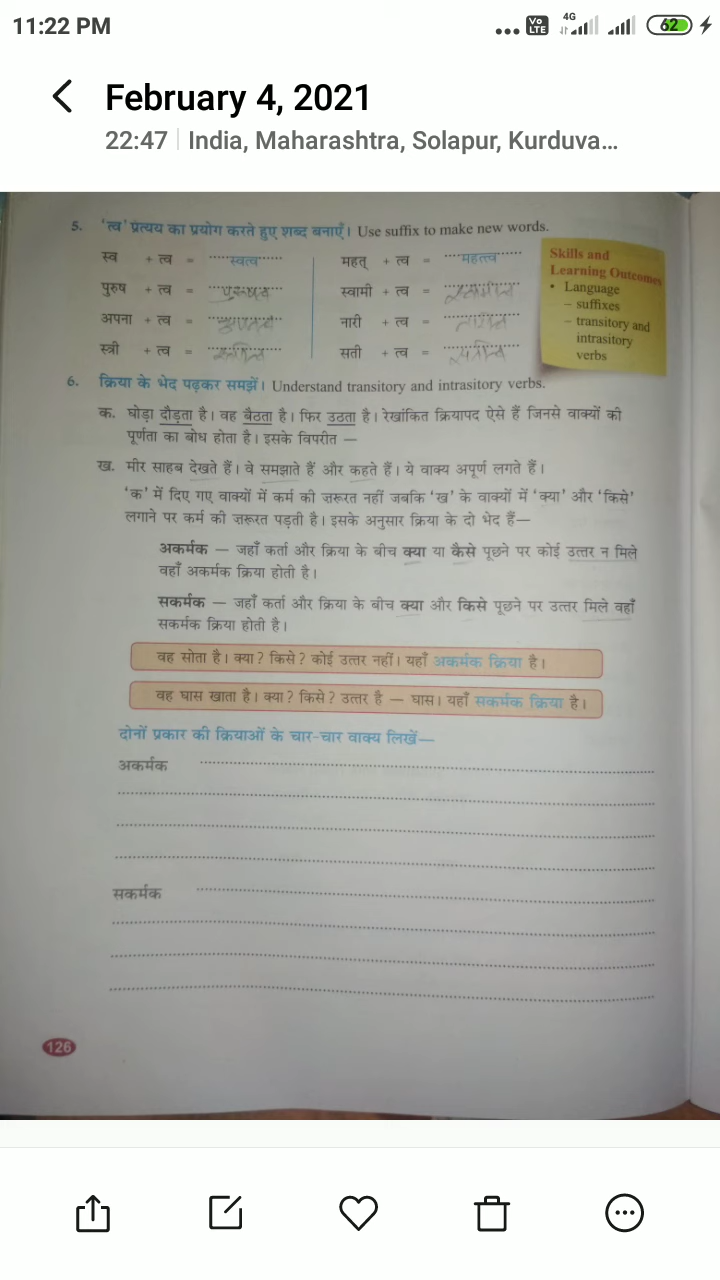 11:22 PM
Vo LTE 4G 62
February 4, 2021
22:47 India, Maharashtra, Solapur, Kurduva...
5. 'त्व' प्रत्यय का प्रयोग करते हुए शब्द बनाएँ। Use suffix to make new words.
स्व + त्व = स्वत्व महत् + त्व = महत्त्व
पुरुष + त्व = स्वामी + त्व =
अपना + त्व = नारी + त्व =
स्त्री + त्व = सती + त्व =
Skills and
Learning Outcomes
• Language
– suffixes
– transitory and
intrasitory
verbs
6. क्रिया के भेद पढ़कर समझें। Understand transitory and intrasitory verbs.
क. घोड़ा दौड़ता है। वह बैठता है। फिर उठता है। रेखांकित क्रियापद ऐसे हैं जिनसे वाक्यों की
पूर्णता का बोध होता है। इसके विपरीत —
ख. मीर साहब देखते हैं। वे समझाते हैं और कहते हैं। ये वाक्य अपूर्ण लगते हैं।
'क' में दिए गए वाक्यों में कर्म की ज़रूरत नहीं जबकि 'ख' के वाक्यों में 'क्या' और 'किसे'
लगाने पर कर्म की ज़रूरत पड़ती है। इसके अनुसार क्रिया के दो भेद हैं—
अकर्मक — जहाँ कर्ता और क्रिया के बीच क्या या कैसे पूछने पर कोई उत्तर न मिले
वहाँ अकर्मक क्रिया होती है।
सकर्मक — जहाँ कर्ता और क्रिया के बीच क्या और किसे पूछने पर उत्तर मिले वहाँ
सकर्मक क्रिया होती है।
वह सोता है। क्या? किसे? कोई उत्तर नहीं। यहाँ अकर्मक क्रिया है।
वह घास खाता है। क्या? किसे? उत्तर है — घास। यहाँ सकर्मक क्रिया है।
दोनों प्रकार की क्रियाओं के चार-चार वाक्य लिखें—
अकर्मक
सकर्मक
126